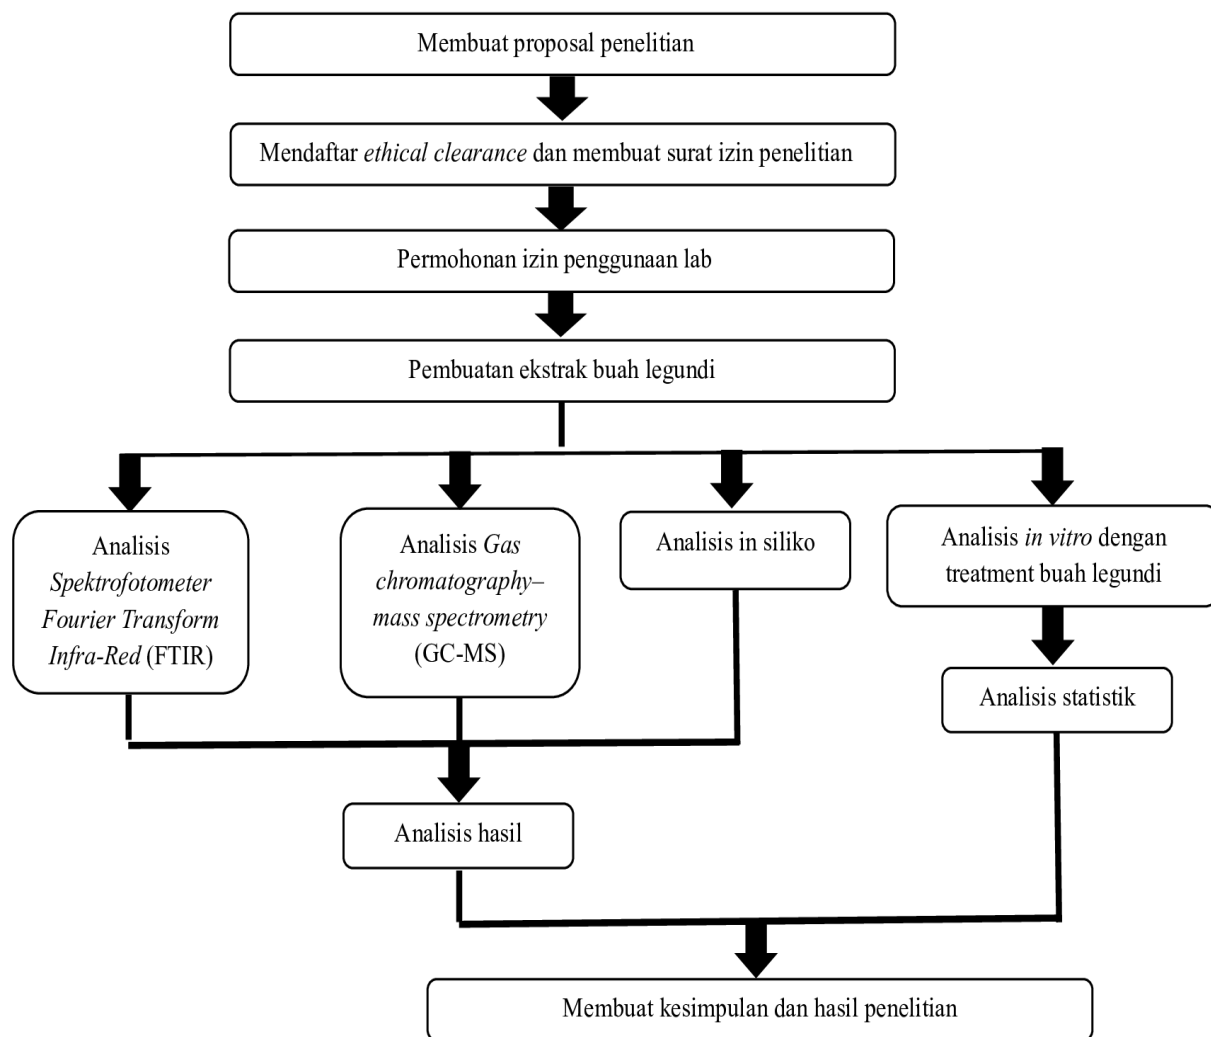 Membuat proposal penelitian
Mendaftar ethical clearance dan membuat surat izin penelitian
Permohonan izin penggunaan lab
Pembuatan ekstrak buah legundi
Analisis
Spektrofotometer
Fourier Transform
Infra-Red (FTIR)
Analisis Gas
chromatography–
mass spectrometry
(GC-MS)
Analisis in siliko
Analisis in vitro dengan
treatment buah legundi
Analisis statistik
Analisis hasil
Membuat kesimpulan dan hasil penelitian